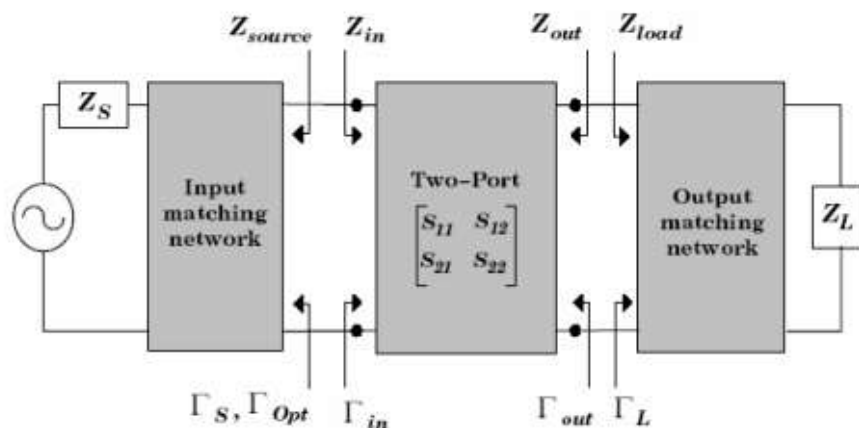 Z_source Z_in Z_out Z_load
Z_S
Input
matching
network
Two-Port
S_11 S_12
S_21 S_22
Output
matching
network
Z_L
Γ_S, Γ_Opt Γ_in Γ_out Γ_L